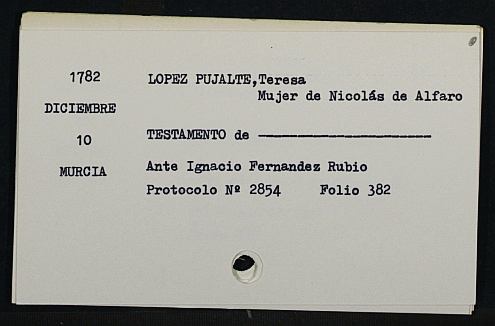 1782
DICIEMBRE
10
MURCIA
LOPEZ PUJALTE,Teresa
Mujer de Nicolás de Alfaro
TESTAMENTO de ------------------------
Ante Ignacio Fernandez Rubio
Protocolo Nº 2854 Folio 382